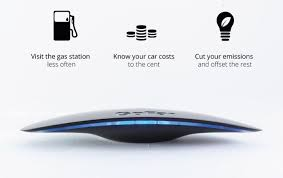 Visit the gas station
less often
Know your car costs
to the cent
Cut your emissions
and offset the rest